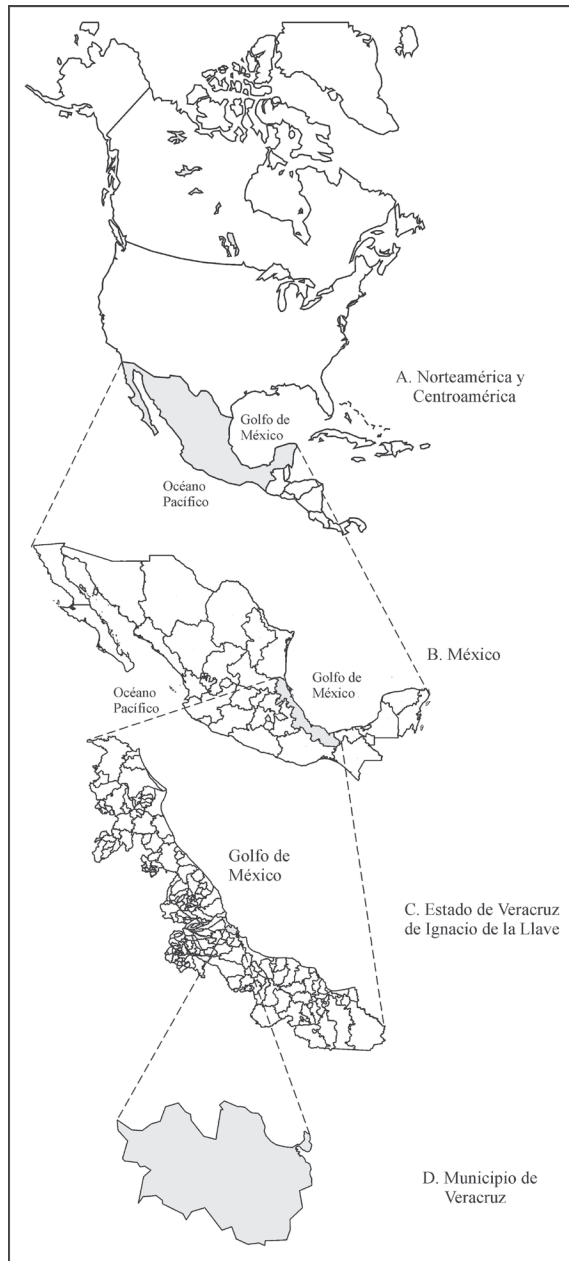 A. Norteamérica y
Centroamérica
Golfo de
México
Océano
Pacífico
B. México
Golfo de
México
Océano
Pacífico
Golfo de
México
C. Estado de Veracruz
de Ignacio de la Llave
D. Municipio de
Veracruz